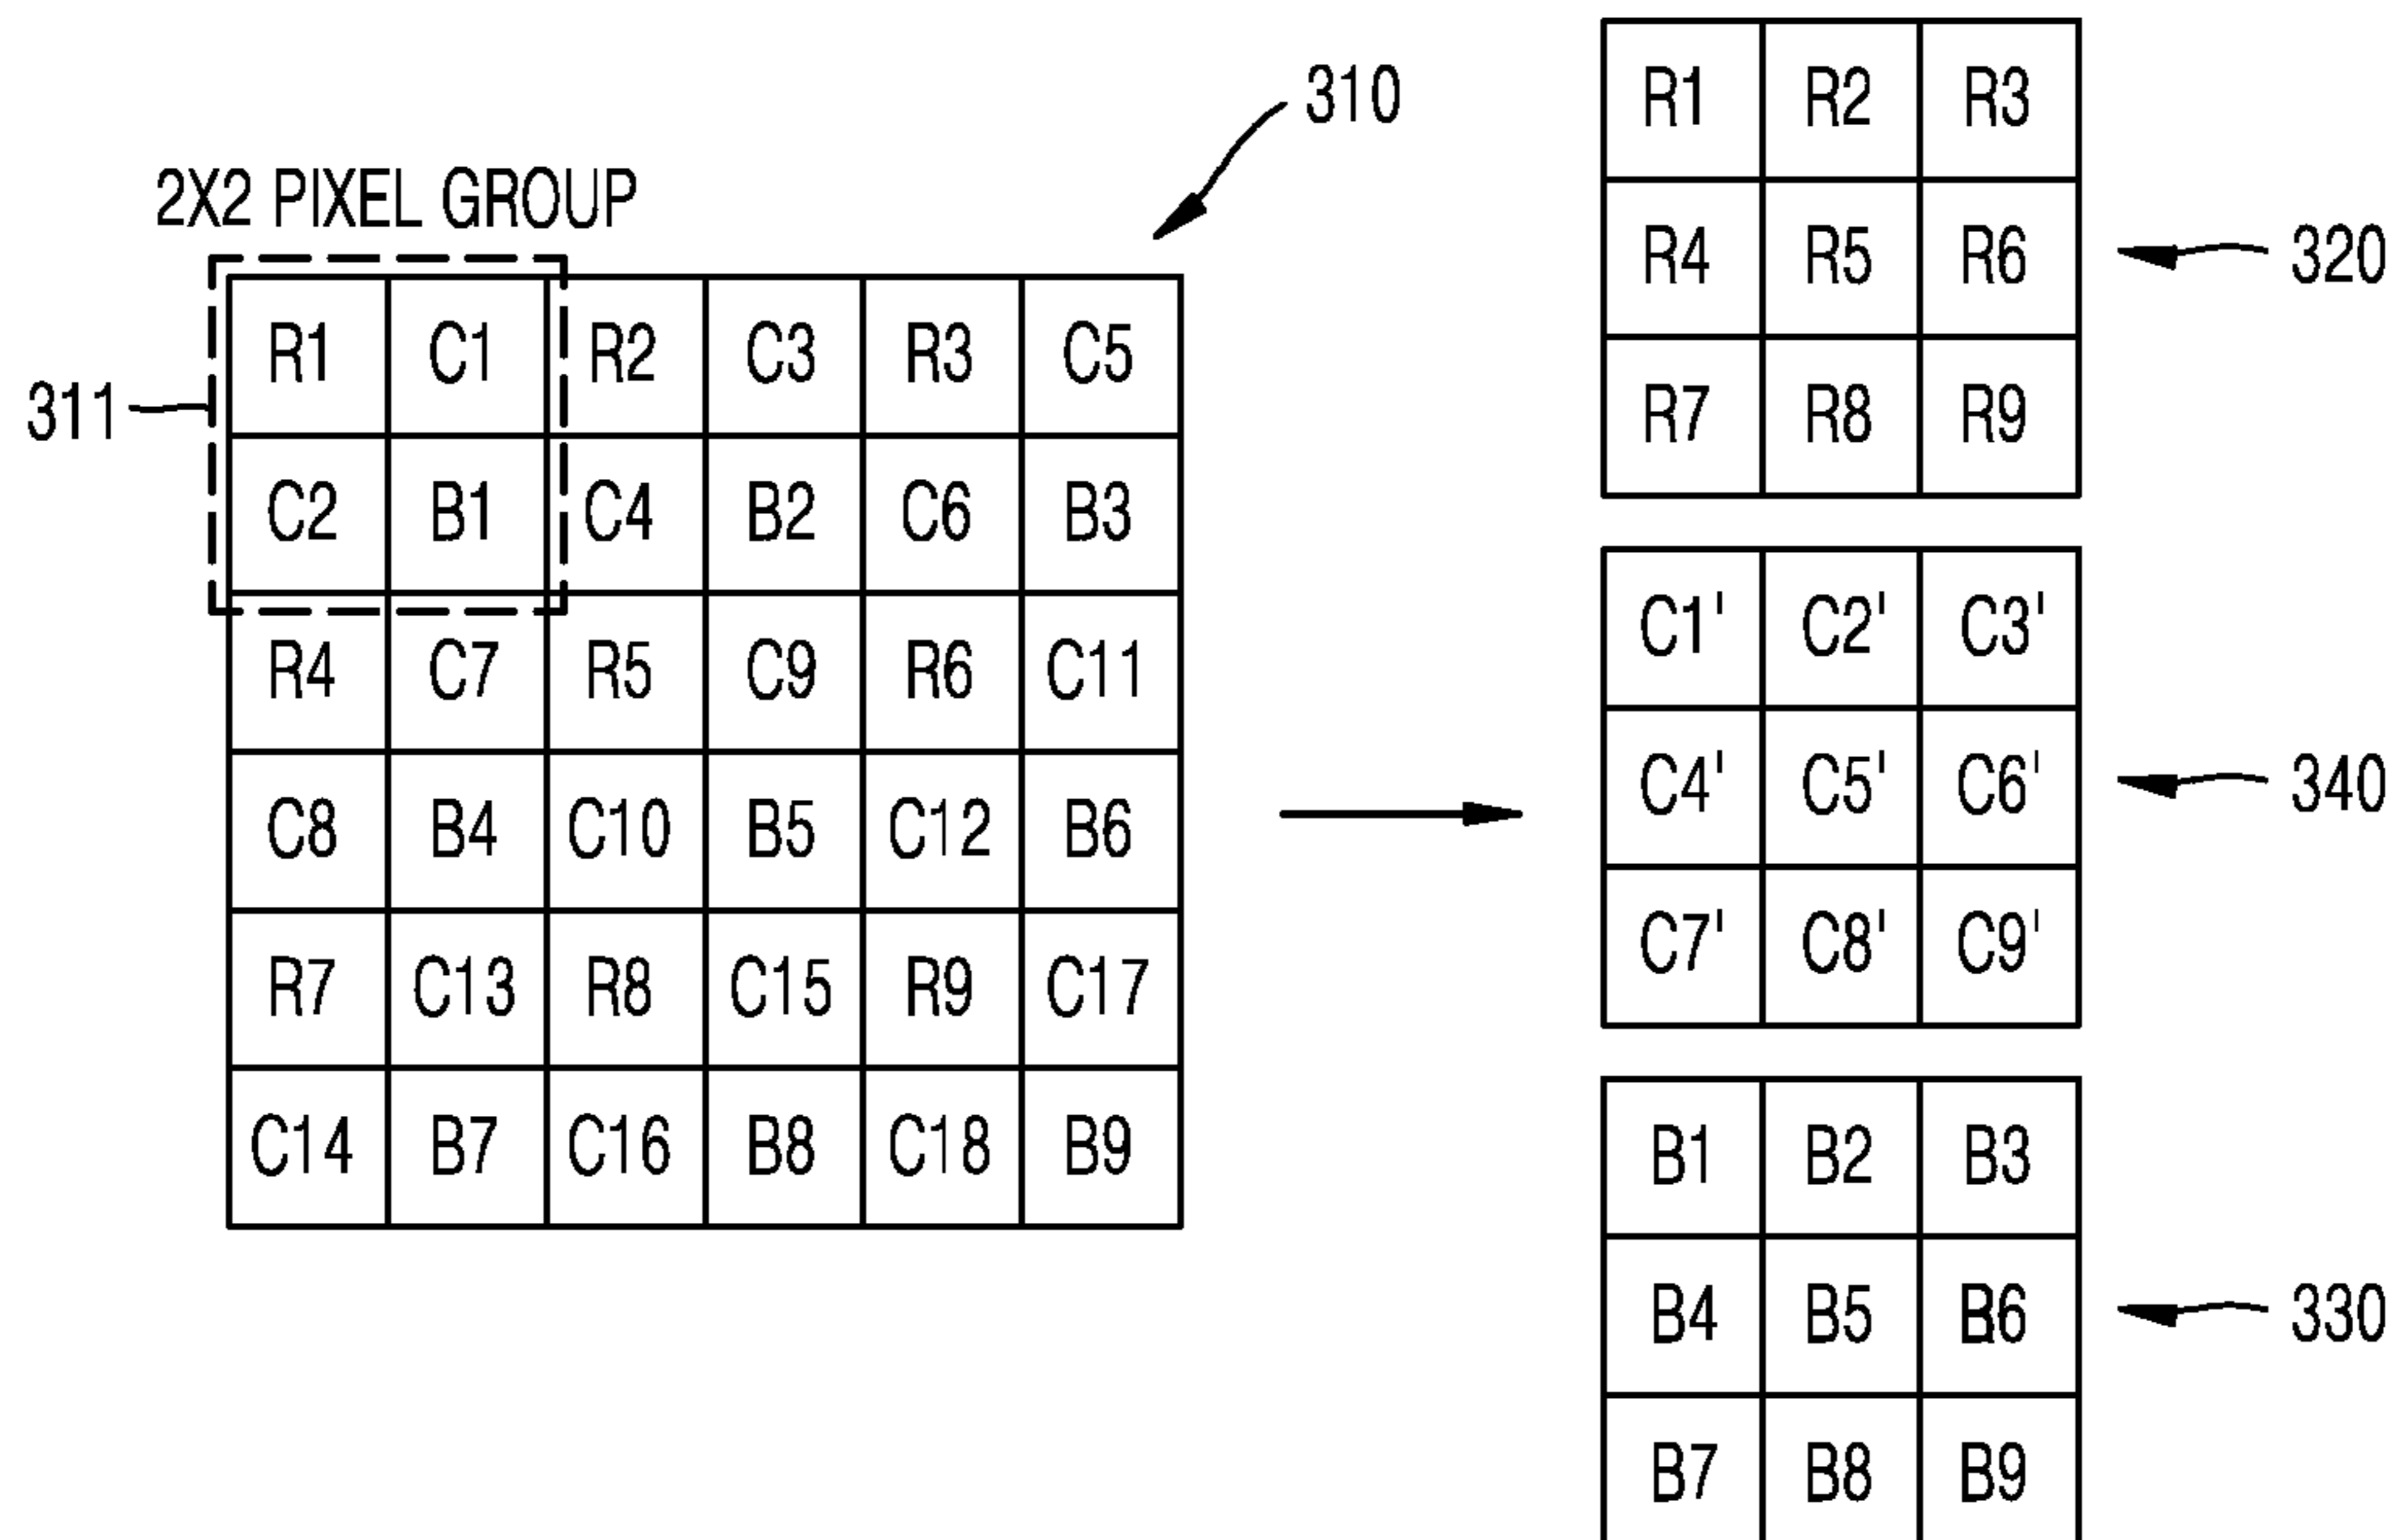 310
2X2 PIXEL GROUP
311
R1 C1 R2 C3 R3 C5
C2 B1 C4 B2 C6 B3
R4 C7 R5 C9 R6 C11
C8 B4 C10 B5 C12 B6
R7 C13 R8 C15 R9 C17
C14 B7 C16 B8 C18 B9
R1 R2 R3
R4 R5 R6
320
R7 R8 R9
C1' C2' C3'
C4' C5' C6'
340
C7' C8' C9'
B1 B2 B3
B4 B5 B6
330
B7 B8 B9